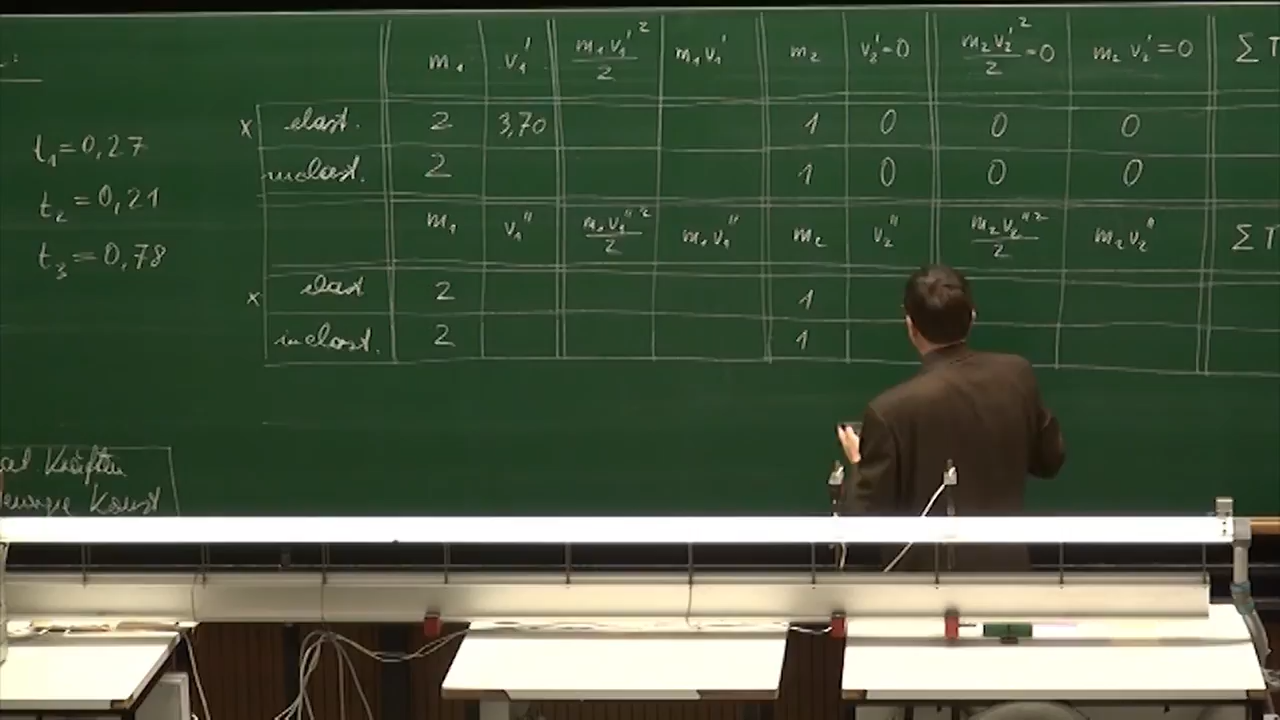 t₁ = 0,27
t₂ = 0,21
t₃ = 0,78
m₁ v₁' m₁v₁'²/2 m₁v₁' m₂ v₂'=0 m₂v₂'²/2=0 m₂v₂'=0 ΣT
x elast. 2 3,70 1 0 0 0
inelast. 2 1 0 0 0
m₁ v₁'' m₁v₁''²/2 m₁v₁'' m₂ v₂'' m₂v₂''²/2 m₂v₂'' ΣT
x elast 2 1
inelast. 2 1
Kräften
Konst